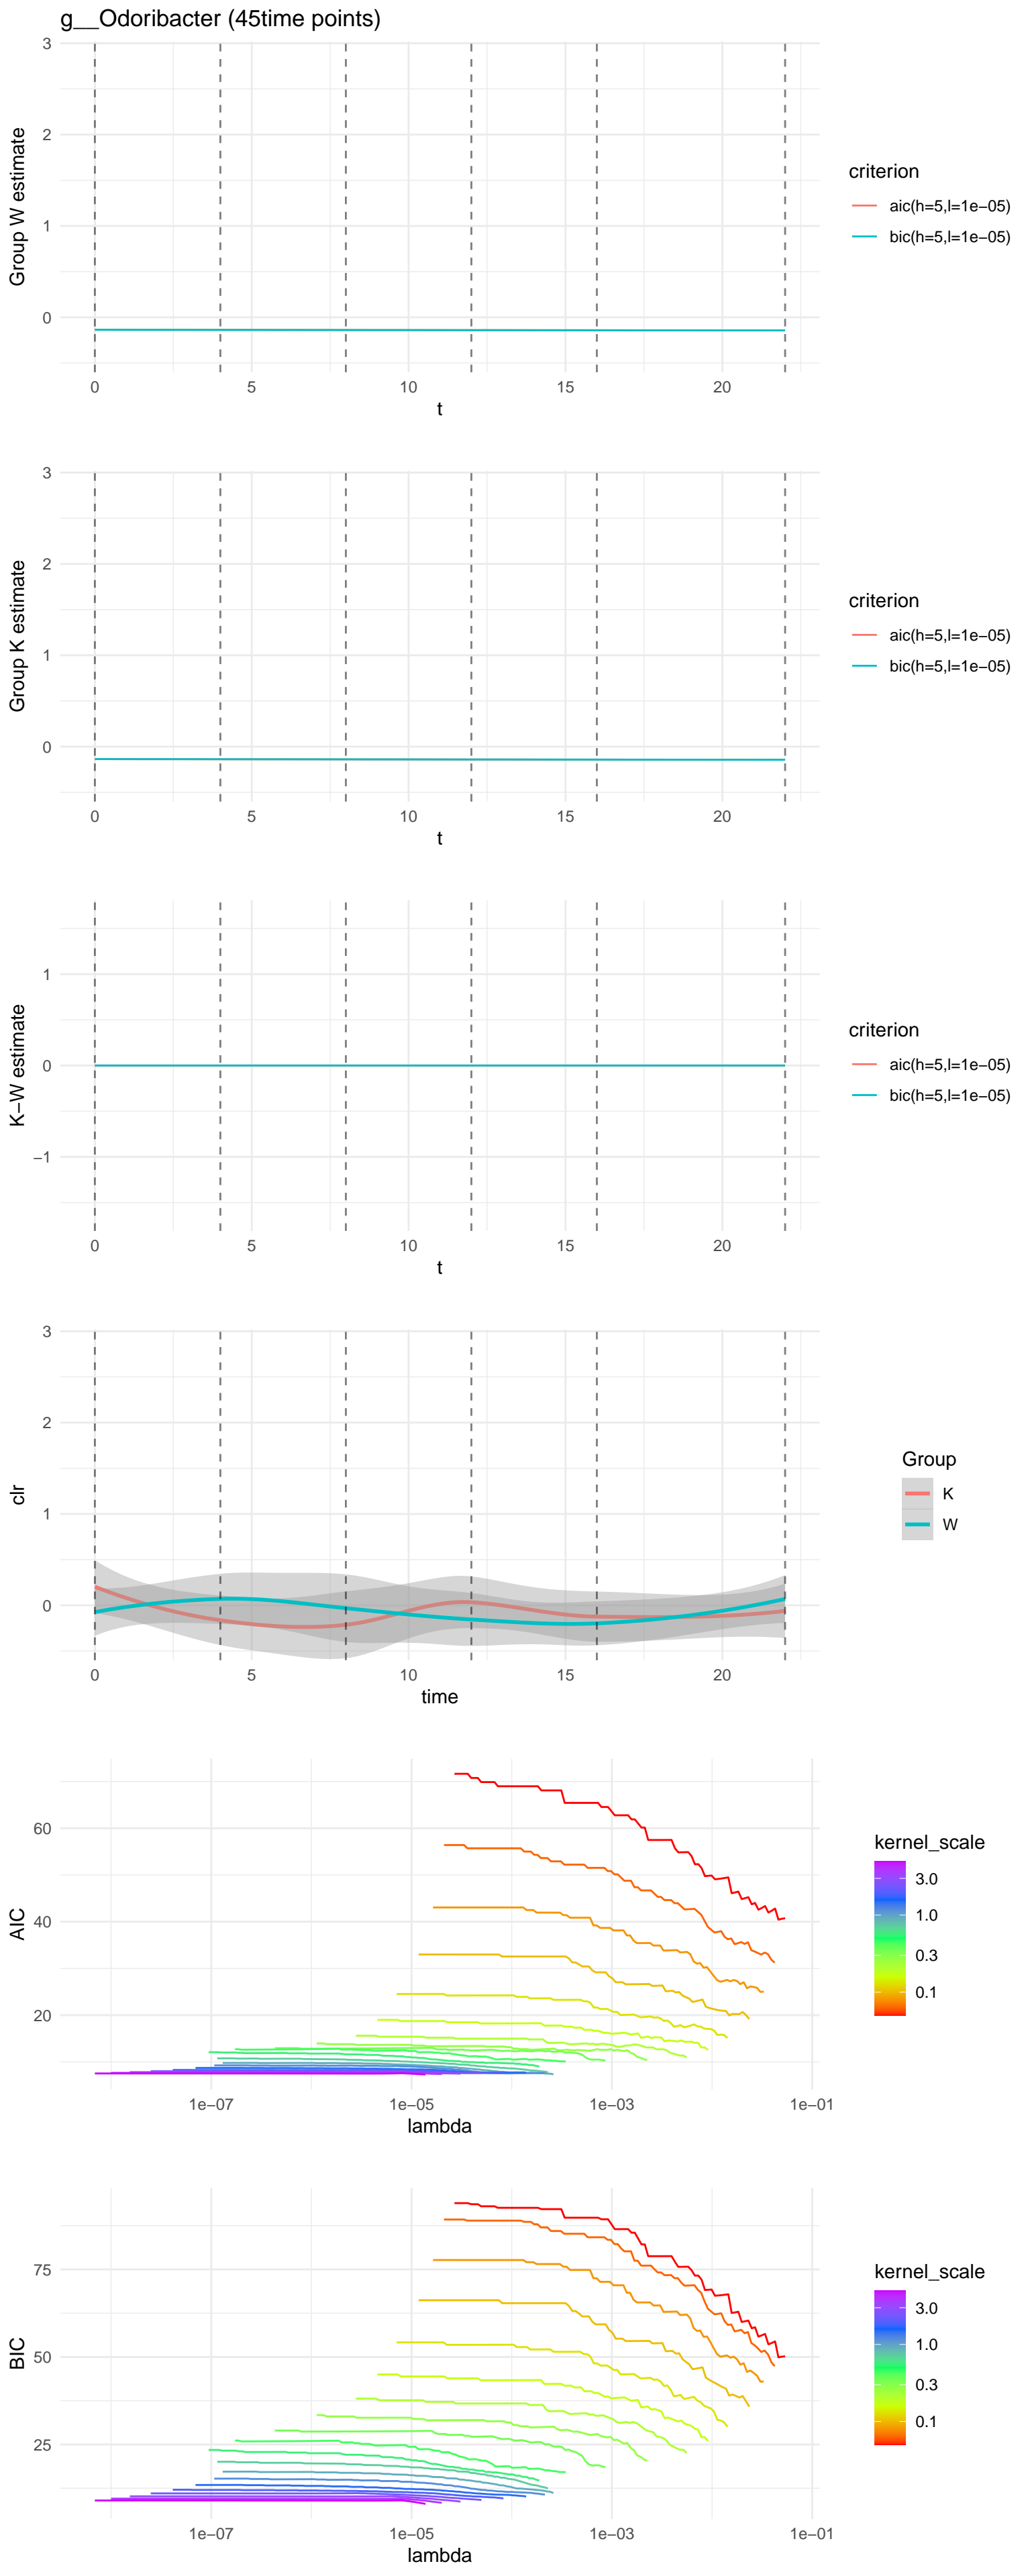 g__Odoribacter (45time points)
3
2
1
0
Group W estimate
0 5 10 15 20
t
criterion
aic(h=5,l=1e−05)
bic(h=5,l=1e−05)
3
2
1
0
Group K estimate
0 5 10 15 20
t
criterion
aic(h=5,l=1e−05)
bic(h=5,l=1e−05)
1
0
−1
K−W estimate
0 5 10 15 20
t
criterion
aic(h=5,l=1e−05)
bic(h=5,l=1e−05)
3
2
1
0
clr
0 5 10 15 20
time
Group
K
W
60
40
20
AIC
1e−07 1e−05 1e−03 1e−01
lambda
kernel_scale
3.0
1.0
0.3
0.1
75
50
25
BIC
1e−07 1e−05 1e−03 1e−01
lambda
kernel_scale
3.0
1.0
0.3
0.1